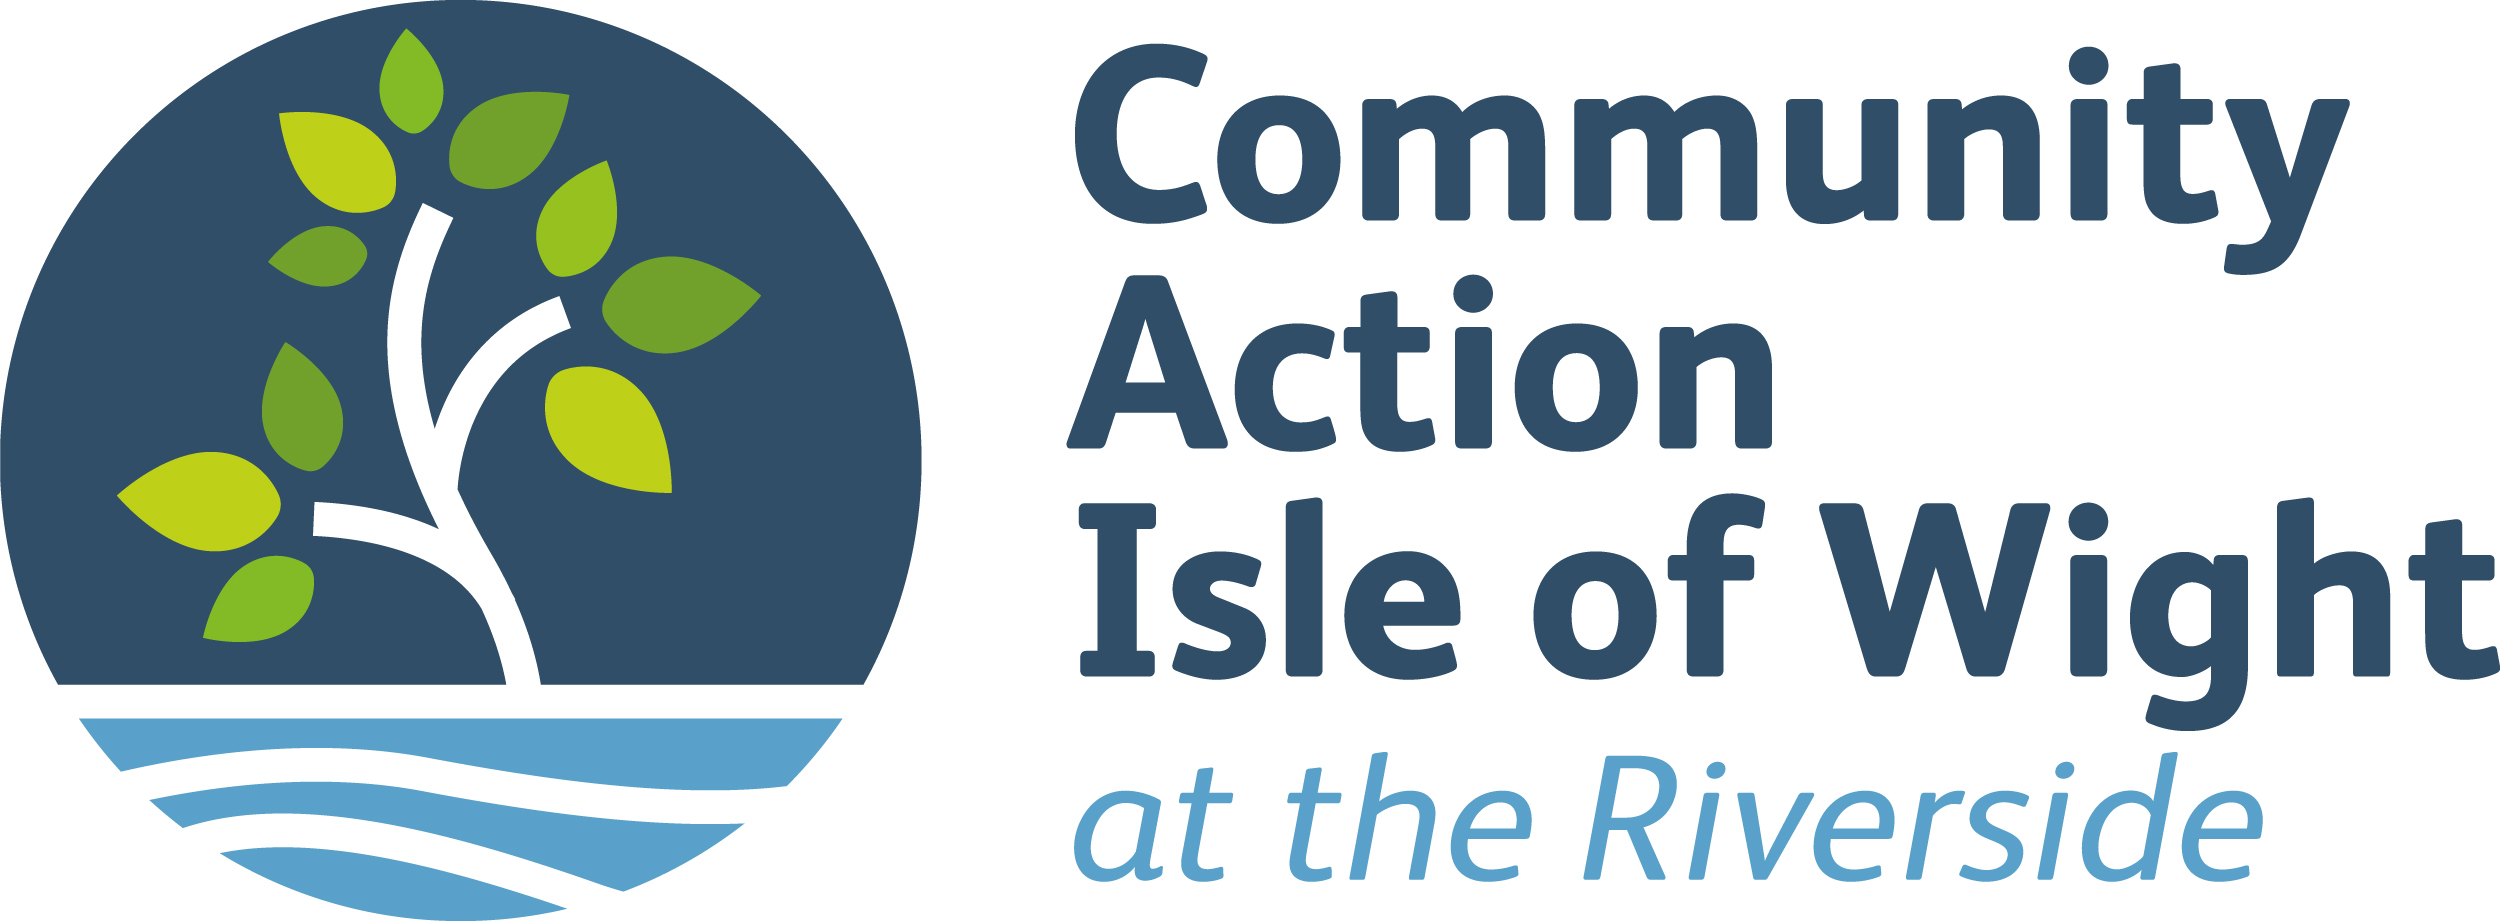 Community
Action
Isle of Wight
at the Riverside